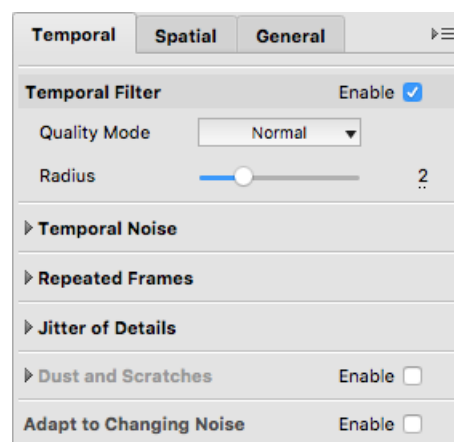 Temporal Spatial General
Temporal Filter Enable
Quality Mode Normal
Radius 2
Temporal Noise
Repeated Frames
Jitter of Details
Dust and Scratches Enable
Adapt to Changing Noise Enable